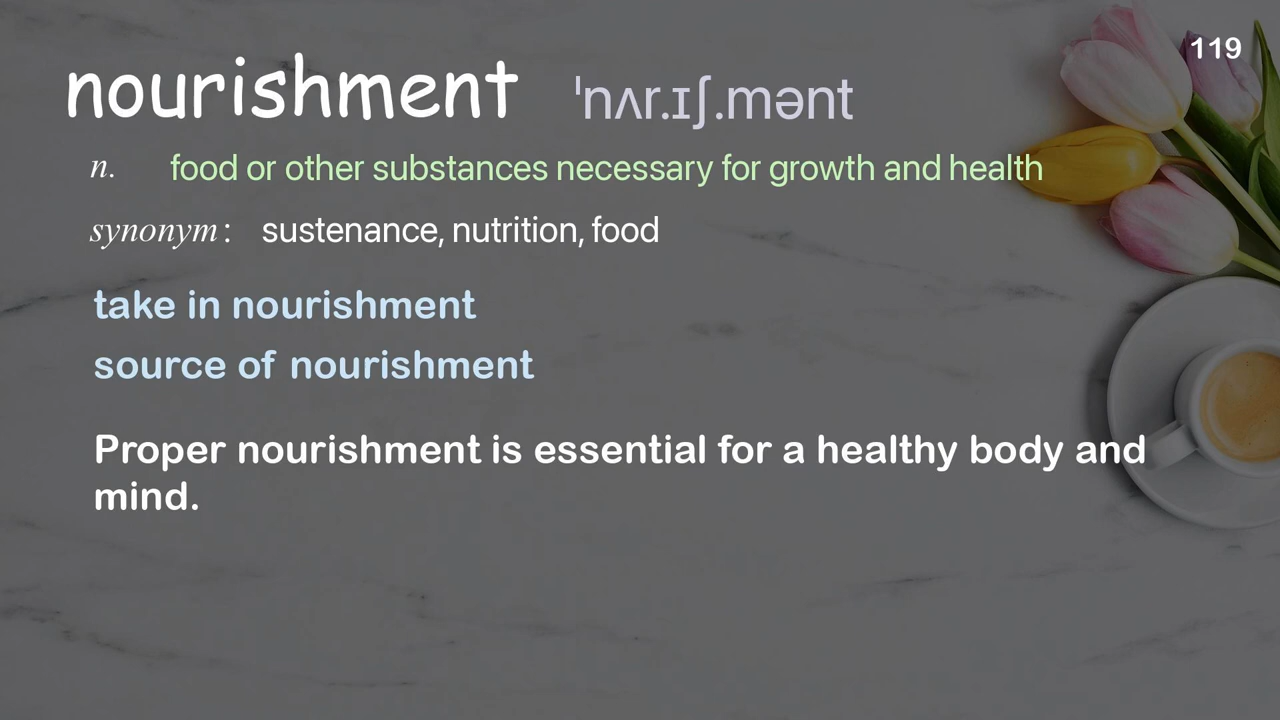 119
nourishment ˈnʌr.ɪʃ.mənt
n. food or other substances necessary for growth and health
synonym: sustenance, nutrition, food
take in nourishment
source of nourishment
Proper nourishment is essential for a healthy body and
mind.